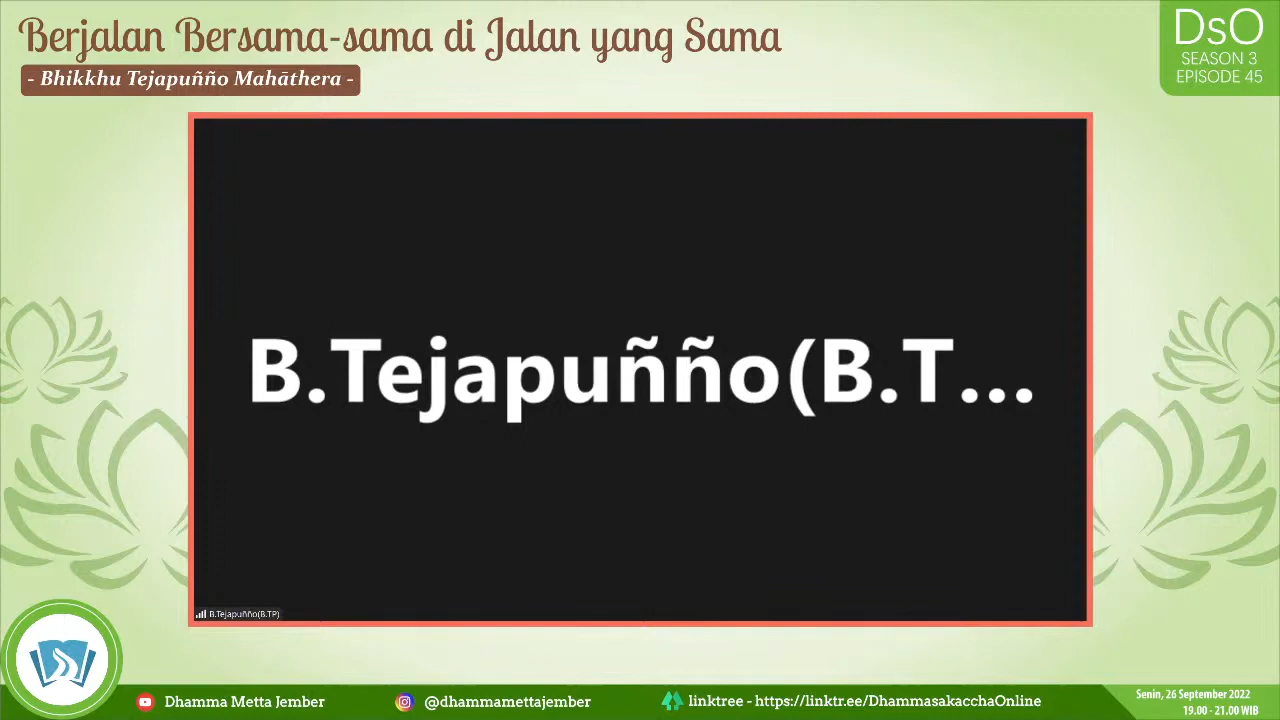 Berjalan Bersama-sama di Jalan yang Sama
- Bhikkhu Tejapuñño Mahāthera -
DsO
SEASON 3
EPISODE 45
B.Tejapuñño(B.T...
B.Tejapuñño(B.TP)
Dhamma Metta Jember
@dhammamettajember
linktree - https://linktr.ee/DhammasakacchaOnline
Senin, 26 September 2022
19.00 - 21.00 WIB